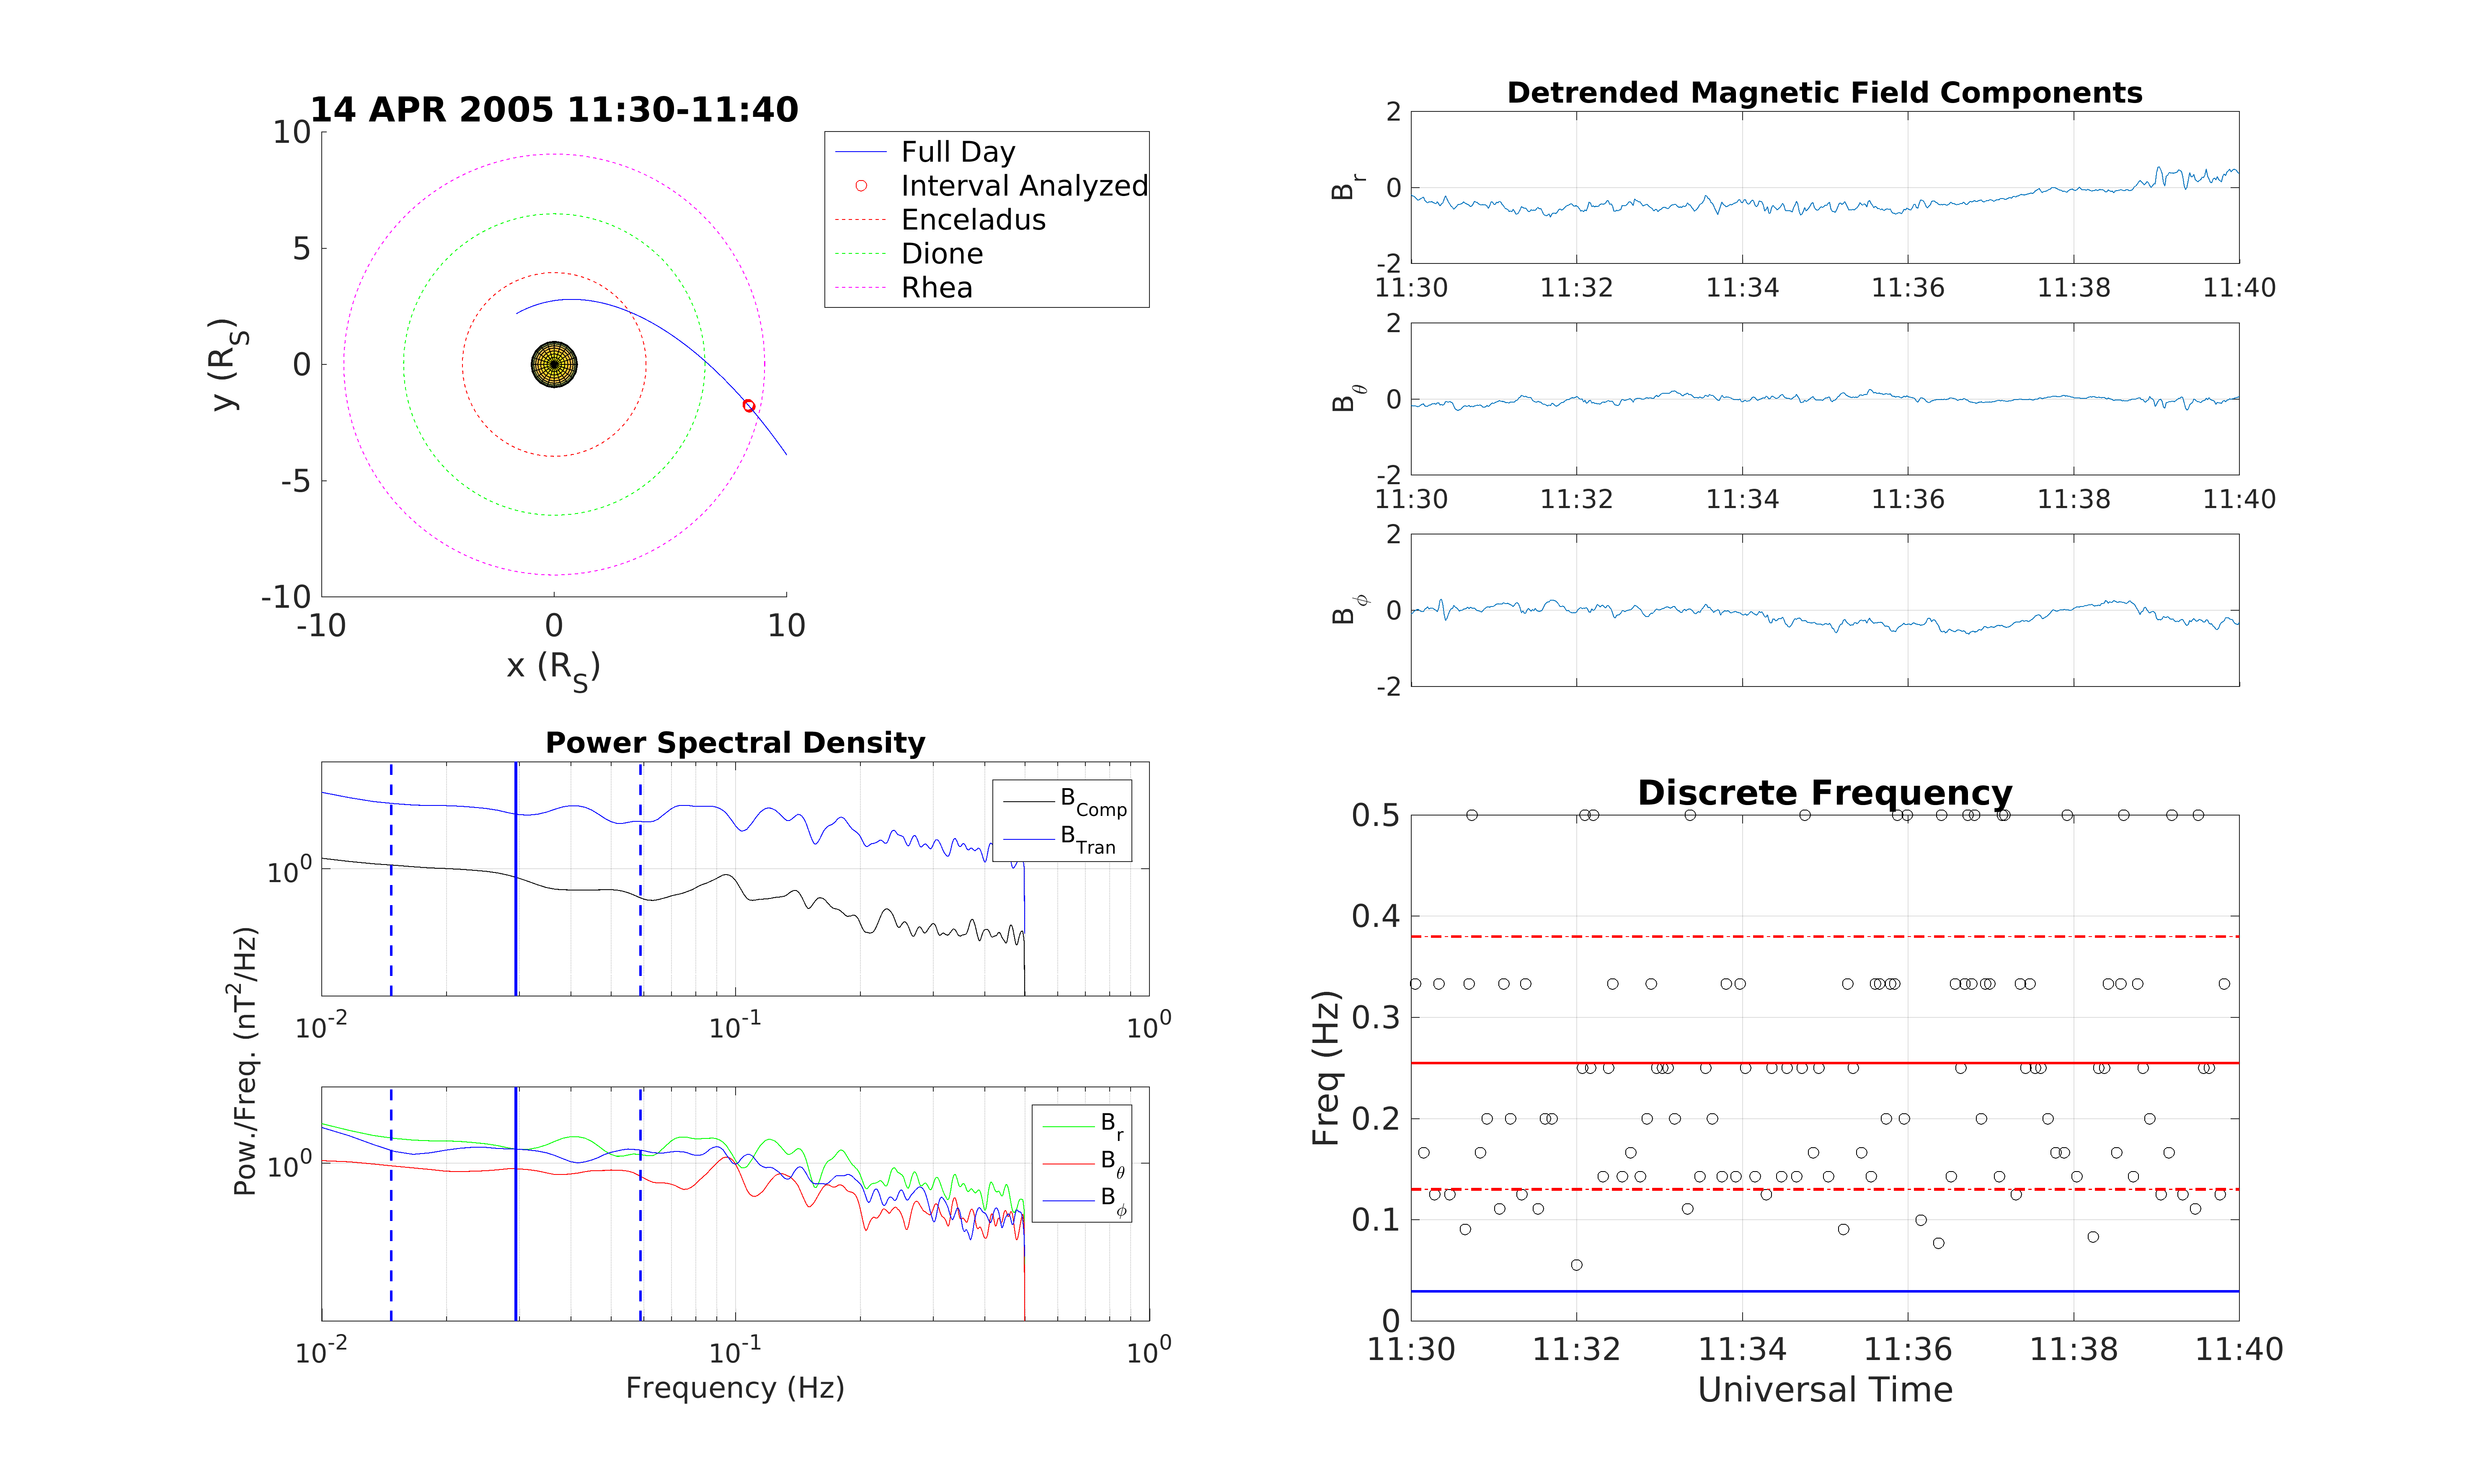 14 APR 2005 11:30-11:40
10
5
0
-5
-10
-10
0
10
y (R_S)
x (R_S)
Full Day
Interval Analyzed
Enceladus
Dione
Rhea
Detrended Magnetic Field Components
2
0
-2
B_r
11:30
11:32
11:34
11:36
11:38
11:40
2
0
-2
B_θ
11:30
11:32
11:34
11:36
11:38
11:40
2
0
-2
B_ϕ
Power Spectral Density
10^0
B_Comp
B_Tran
10^-2
10^-1
10^0
Pow./Freq. (nT^2/Hz)
10^0
B_r
B_θ
B_ϕ
10^-2
10^-1
10^0
Frequency (Hz)
Discrete Frequency
0.5
0.4
0.3
0.2
0.1
0
Freq (Hz)
11:30
11:32
11:34
11:36
11:38
11:40
Universal Time